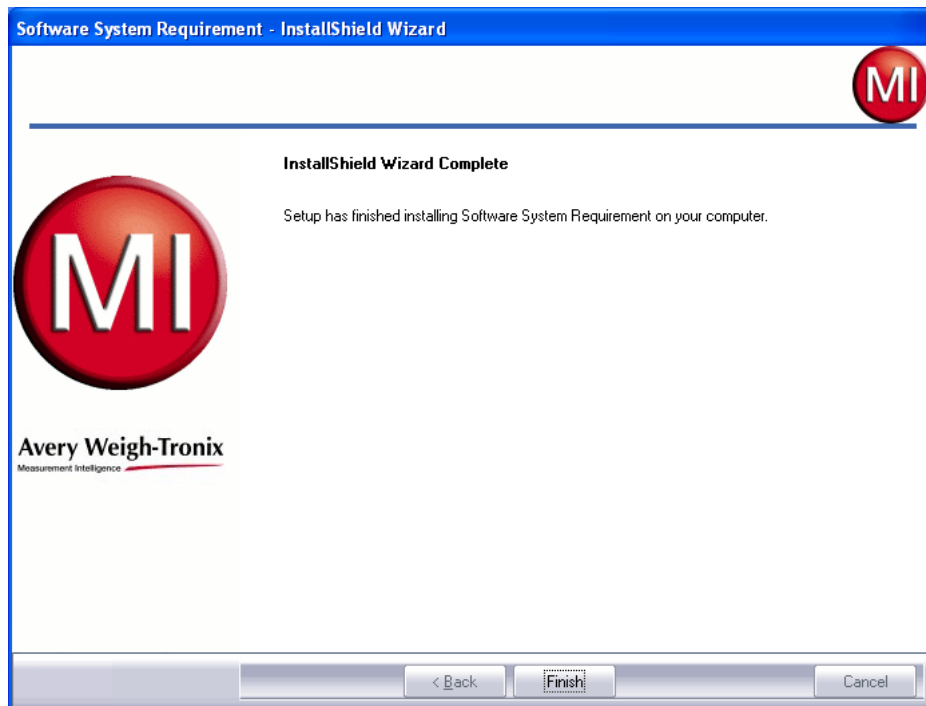 Software System Requirement - InstallShield Wizard
MI
InstallShield Wizard Complete
Setup has finished installing Software System Requirement on your computer.
MI
Avery Weigh-Tronix
Measurement Intelligence
< Back
Finish
Cancel